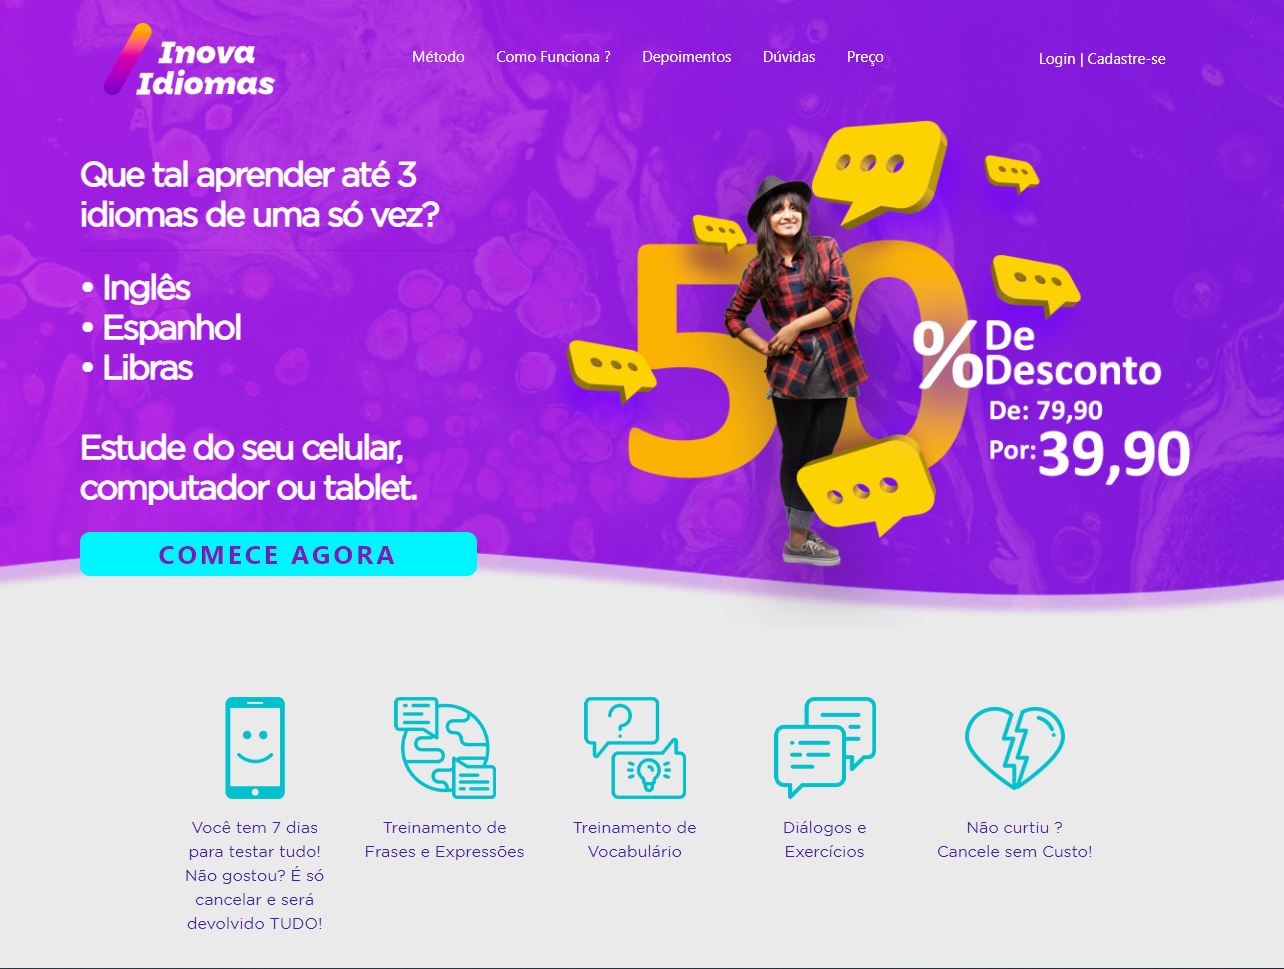 Inova
Idiomas
Método
Como Funciona ?
Depoimentos
Dúvidas
Preço
Login | Cadastre-se
Que tal aprender até 3
idiomas de uma só vez?
• Inglês
• Espanhol
• Libras
Estude do seu celular,
computador ou tablet.
COMECE AGORA
50
% De
Desconto
De: 79,90
Por: 39,90
Você tem 7 dias
para testar tudo!
Não gostou? É só
cancelar e será
devolvido TUDO!
Treinamento de
Frases e Expressões
?
Treinamento de
Vocabulário
Diálogos e
Exercícios
Não curtiu ?
Cancele sem Custo!